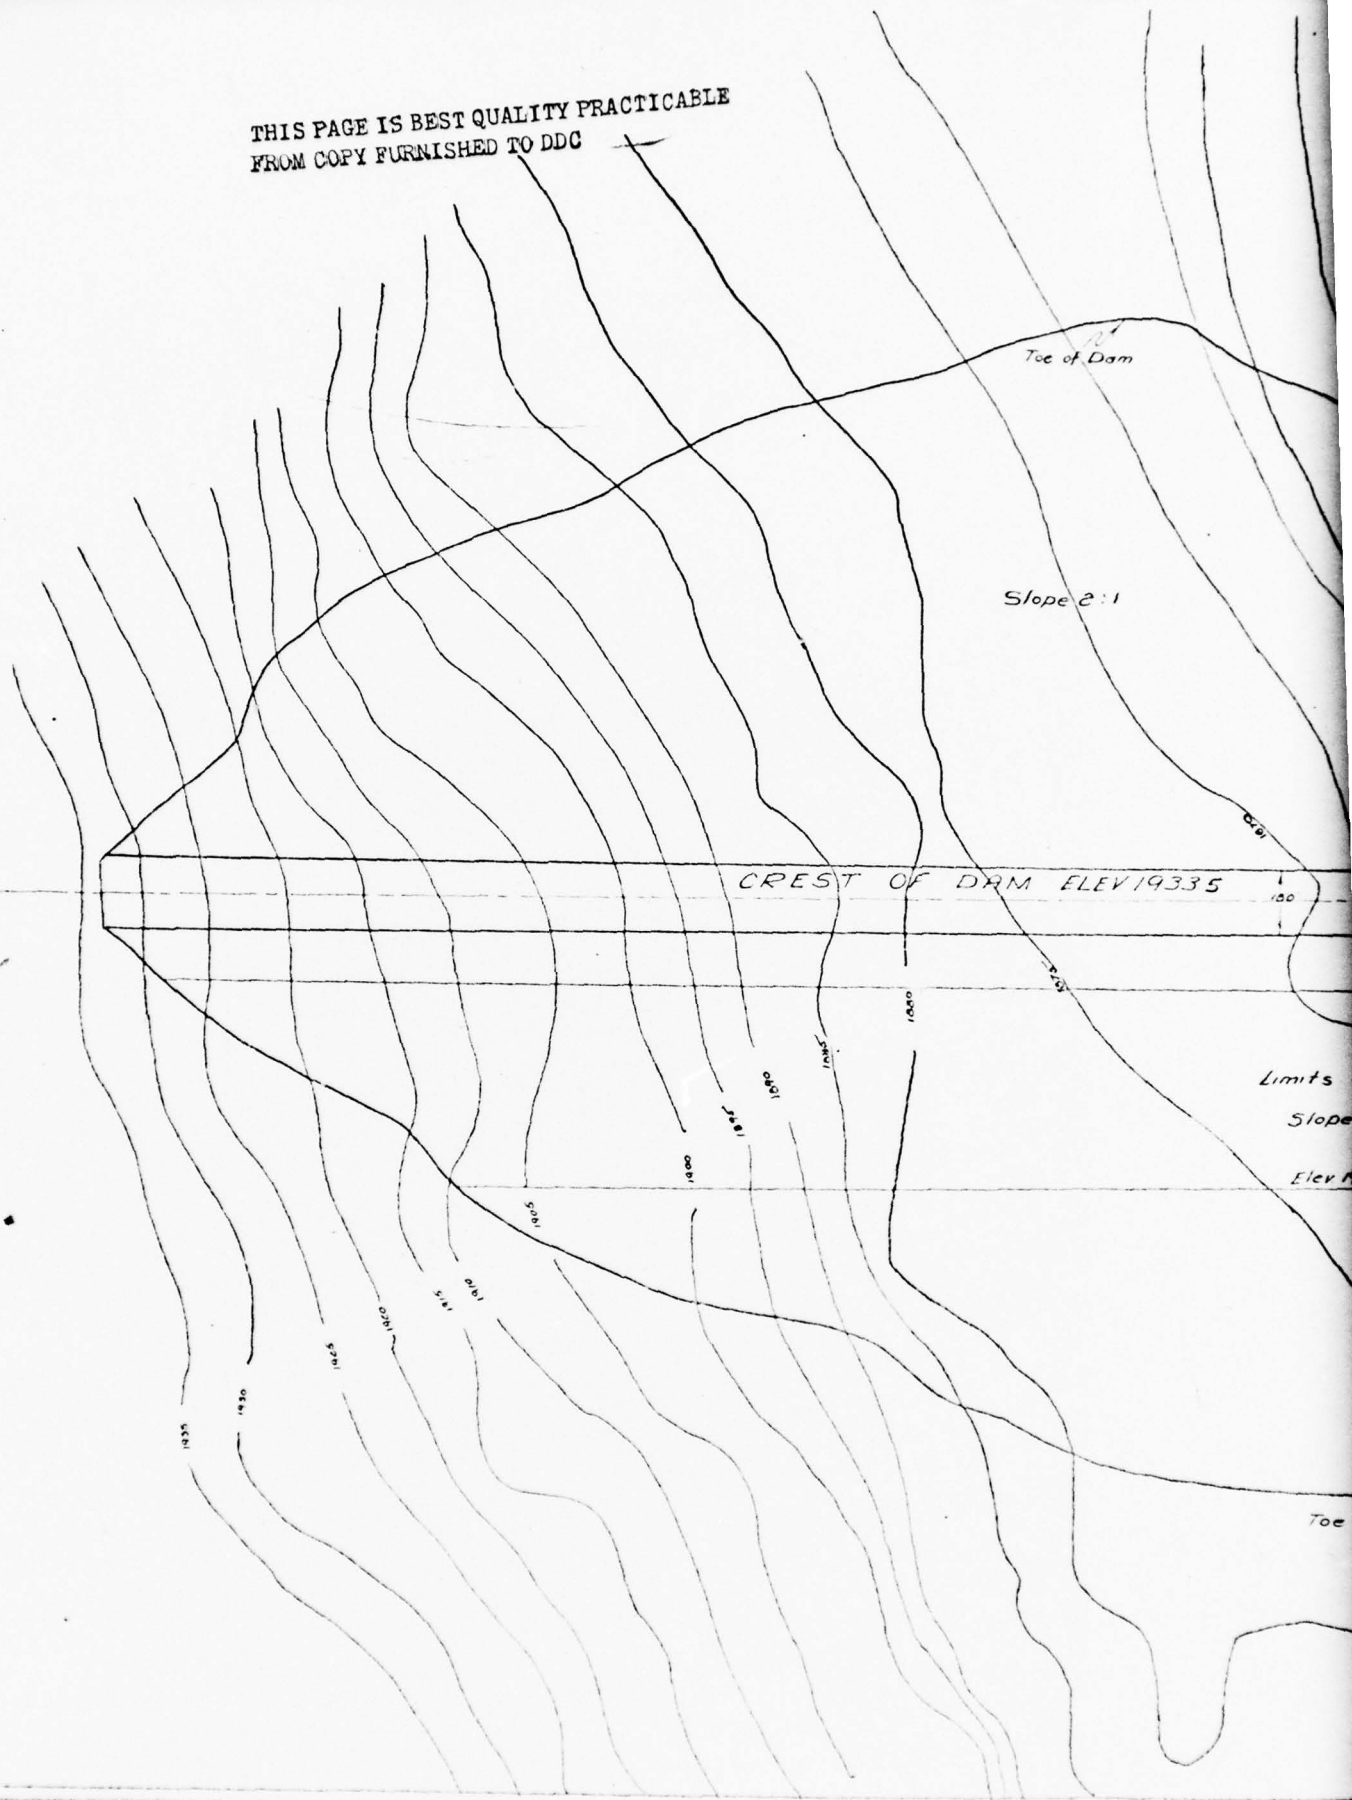 THIS PAGE IS BEST QUALITY PRACTICABLE
FROM COPY FURNISHED TO DDC
Toe of Dam
Slope 2:1
1870
CREST OF DAM ELEV 1933 5
180
1875
1880
1885
1890
1895
1900
1905
1910
1915
1920
1925
1930
1935
Limits
Slope
Elev
Toe